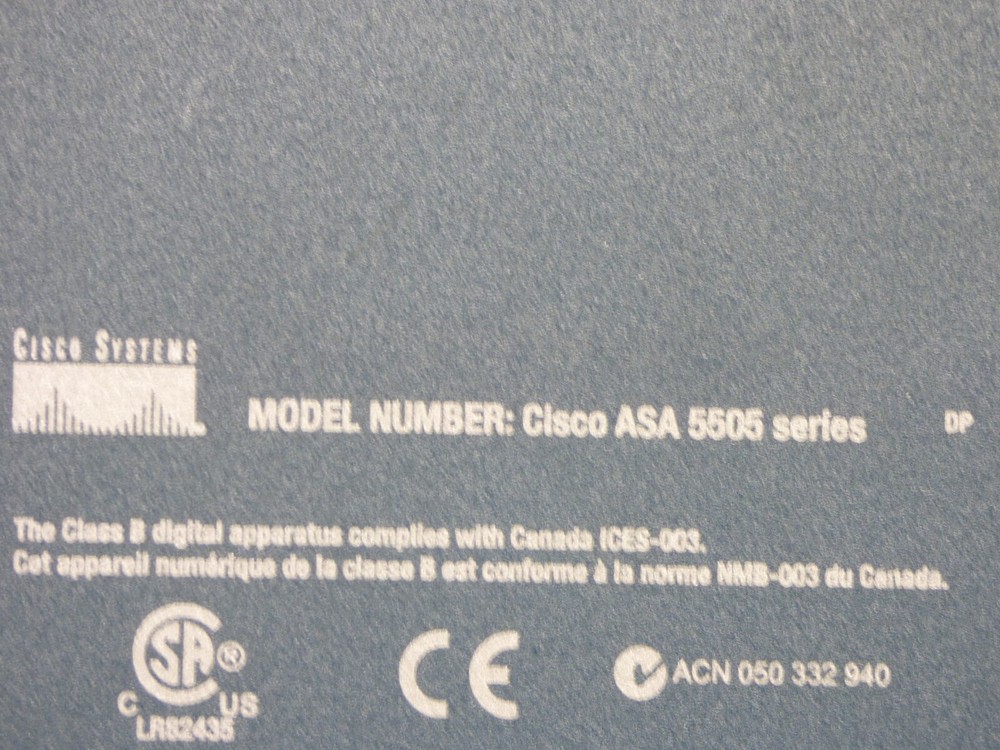 CISCO SYSTEMS
MODEL NUMBER: Cisco ASA 5505 series DP
The Class B digital apparatus complies with Canada ICES-003.
Cet appareil numérique de la classe B est conforme à la norme NMB-003 du Canada.
SA®
C US
LR82435
CE
ACN 050 332 940